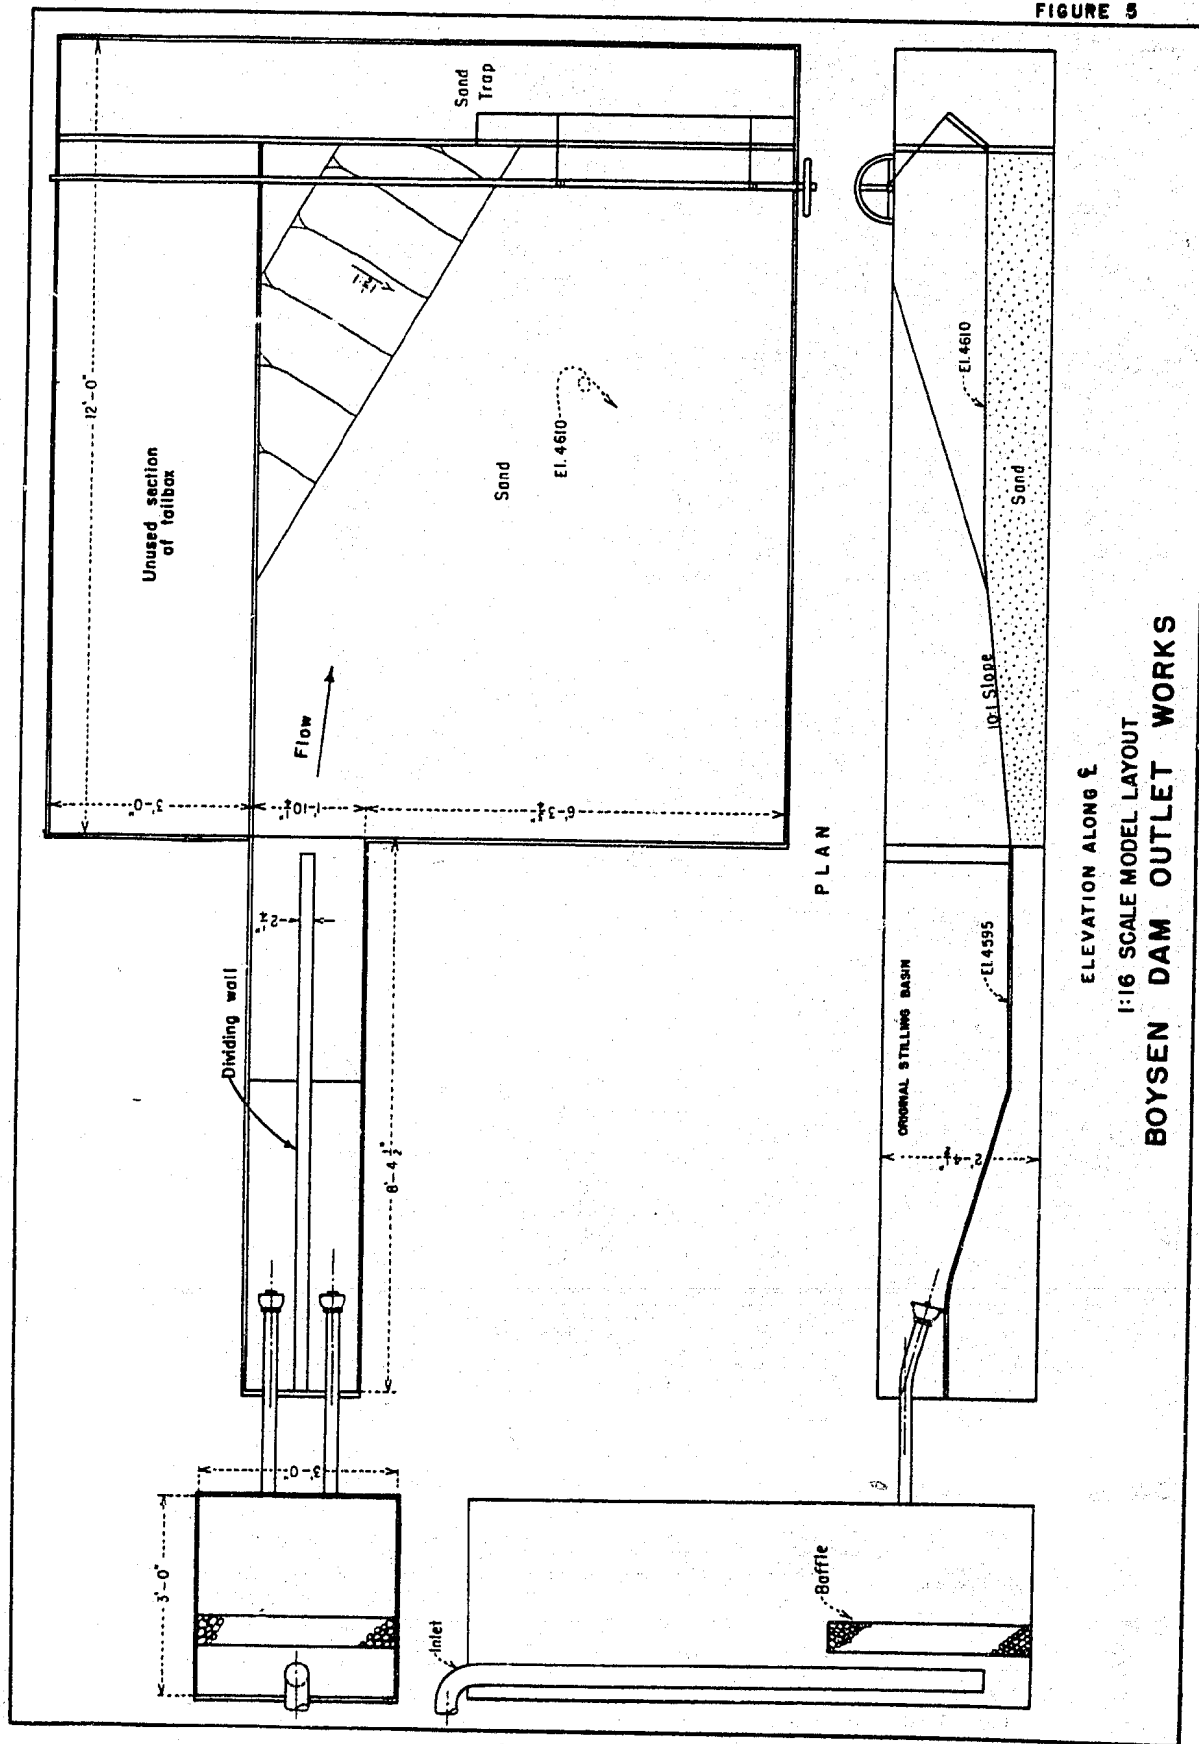 FIGURE 5
12'-0"
Sand
Trap
Unused section
of tailbox
1½:1
Sand
El. 4610
Flow
3'-0"
1'-10¼"
6'-3¾"
2¼"
Dividing wall
8'-4½"
3'-0"
3'-0"
PLAN
El. 4610
Sand
10:1 Slope
ORIGINAL STILLING BASIN
El. 4595
2'-4½"
Inlet
Baffle
ELEVATION ALONG ℄
1:16 SCALE MODEL LAYOUT
BOYSEN DAM OUTLET WORKS